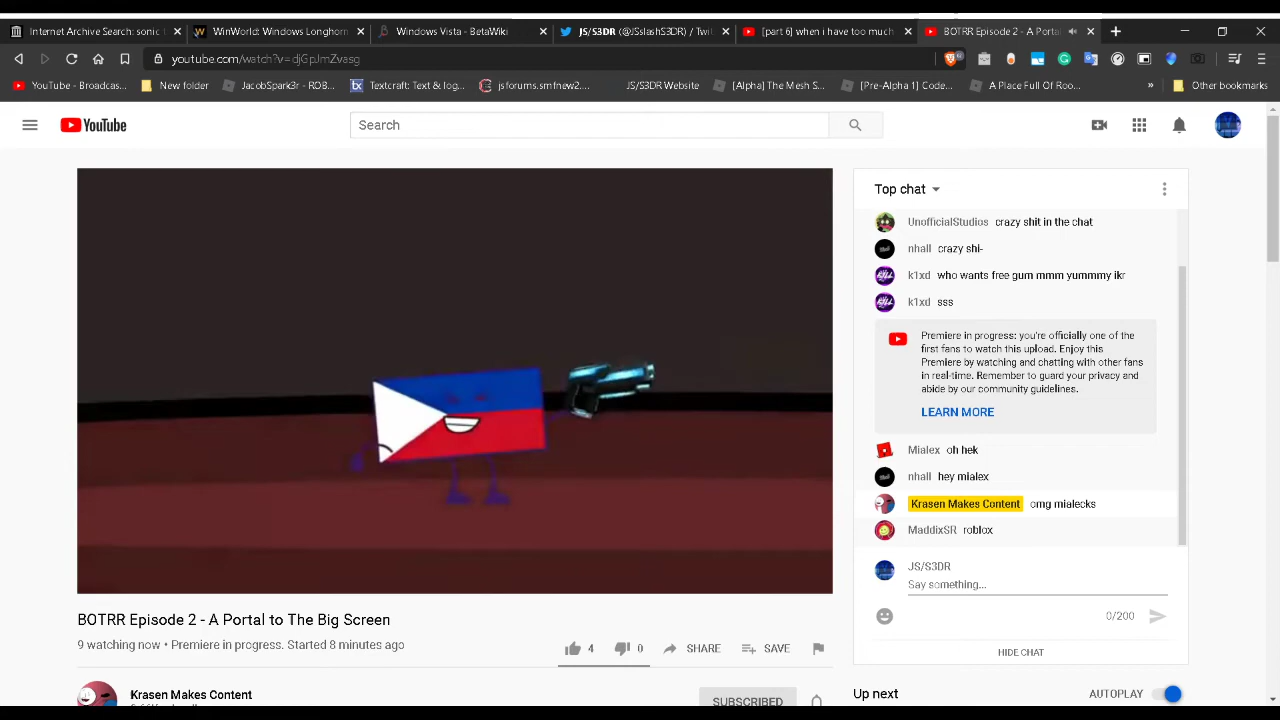 Internet Archive Search: sonic
WinWorld: Windows Longhorn
Windows Vista - BetaWiki
JS/S3DR (@JSslashS3DR) / Twi
[part 6] when i have too much
BOTRR Episode 2 - A Porta
youtube.com/watch?v=djGpJmZvasg
YouTube - Broadcas...
New folder
JacobSpark3r - ROB...
Textcraft: Text & log...
jsforums.smfnew2....
JS/S3DR Website
[Alpha] The Mesh S...
[Pre-Alpha 1] Code...
A Place Full Of Roo...
»
Other bookmarks
YouTube
Search
Top chat
UnofficialStudios crazy shit in the chat
nhall crazy shi-
k1xd who wants free gum mmm yummmy ikr
k1xd sss
Premiere in progress: you're officially one of the
first fans to watch this upload. Enjoy this
Premiere by watching and chatting with other fans
in real-time. Remember to guard your privacy and
abide by our community guidelines.
LEARN MORE
Mialex oh hek
nhall hey mialex
Krasen Makes Content omg mialecks
MaddixSR roblox
JS/S3DR
Say something...
0/200
HIDE CHAT
BOTRR Episode 2 - A Portal to The Big Screen
9 watching now • Premiere in progress. Started 8 minutes ago
4
0
SHARE
SAVE
Krasen Makes Content
SUBSCRIBED
Up next
AUTOPLAY